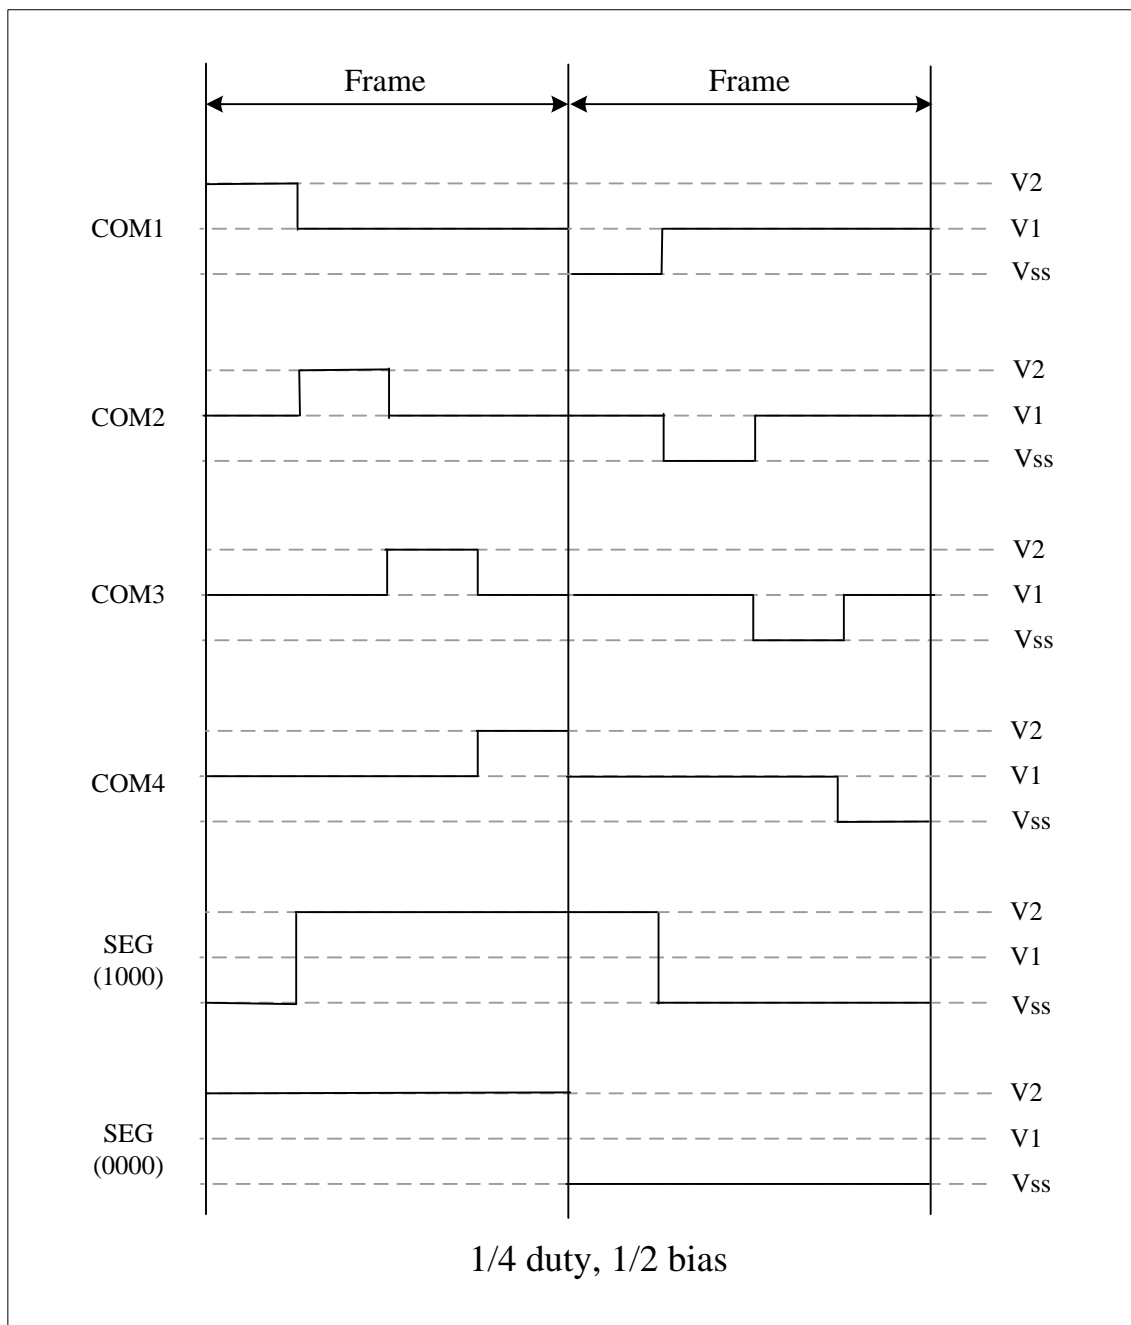 Frame Frame
V2
COM1 V1
Vss
V2
COM2 V1
Vss
V2
COM3 V1
Vss
V2
COM4 V1
Vss
V2
SEG V1
(1000)
Vss
V2
SEG V1
(0000)
Vss
1/4 duty, 1/2 bias